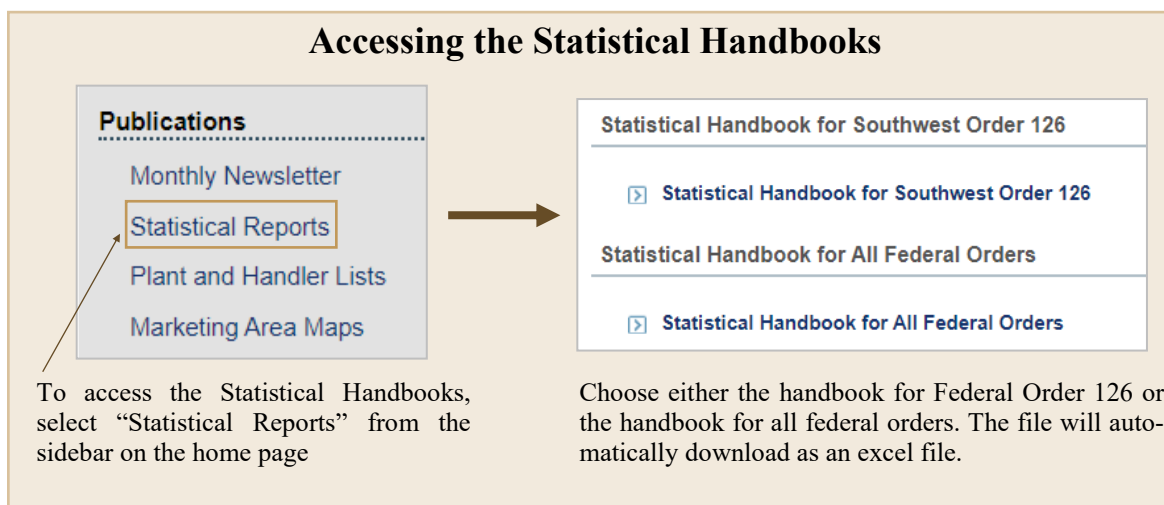 Accessing the Statistical Handbooks
Publications
Monthly Newsletter
Statistical Reports
Plant and Handler Lists
Marketing Area Maps
To access the Statistical Handbooks,
select “Statistical Reports” from the
sidebar on the home page
Statistical Handbook for Southwest Order 126
Statistical Handbook for Southwest Order 126
Statistical Handbook for All Federal Orders
Statistical Handbook for All Federal Orders
Choose either the handbook for Federal Order 126 or
the handbook for all federal orders. The file will auto-
matically download as an excel file.